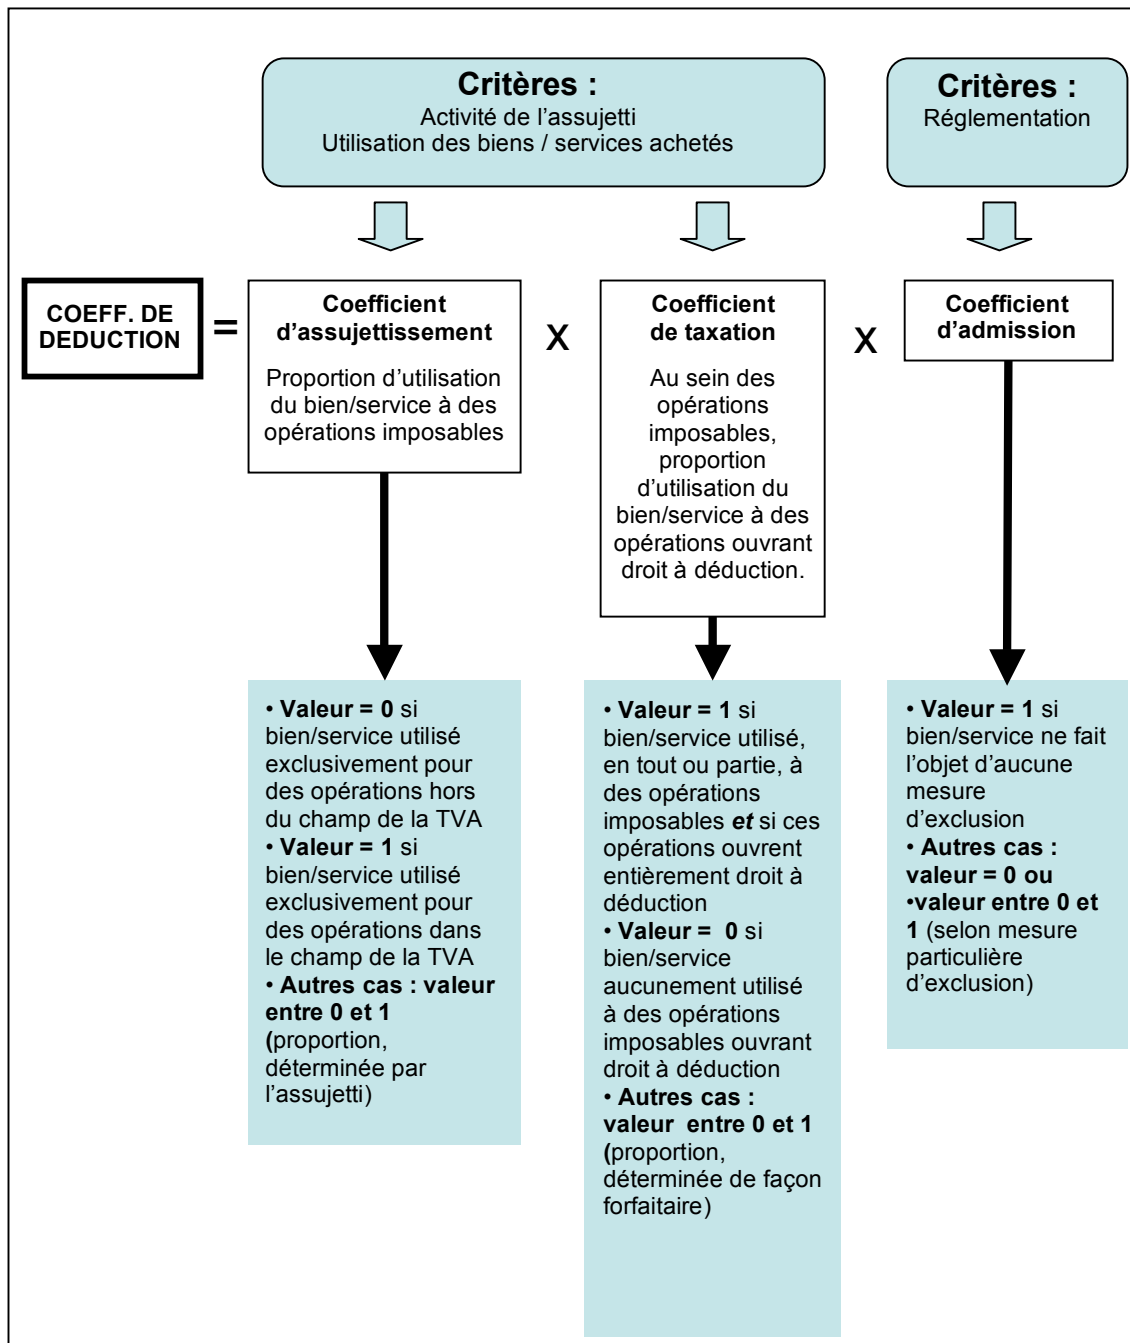 Critères :
Activité de l'assujetti
Utilisation des biens / services achetés
Critères :
Réglementation
COEFF. DE
DEDUCTION
=
Coefficient
d'assujettissement
Proportion d'utilisation
du bien/service à des
opérations imposables
X
Coefficient
de taxation
Au sein des
opérations
imposables,
proportion
d'utilisation du
bien/service à des
opérations ouvrant
droit à déduction.
X
Coefficient
d'admission
• Valeur = 0 si
bien/service utilisé
exclusivement pour
des opérations hors
du champ de la TVA
• Valeur = 1 si
bien/service utilisé
exclusivement pour
des opérations dans
le champ de la TVA
• Autres cas : valeur
entre 0 et 1
(proportion,
déterminée par
l'assujetti)
• Valeur = 1 si
bien/service utilisé,
en tout ou partie, à
des opérations
imposables et si ces
opérations ouvrent
entièrement droit à
déduction
• Valeur =  0 si
bien/service
aucunement utilisé
à des opérations
imposables ouvrant
droit à déduction
• Autres cas :
valeur  entre 0 et 1
(proportion,
déterminée de façon
forfaitaire)
• Valeur = 1 si
bien/service ne fait
l'objet d'aucune
mesure
d'exclusion
• Autres cas :
valeur = 0 ou
•valeur entre 0 et
1 (selon mesure
particulière
d'exclusion)